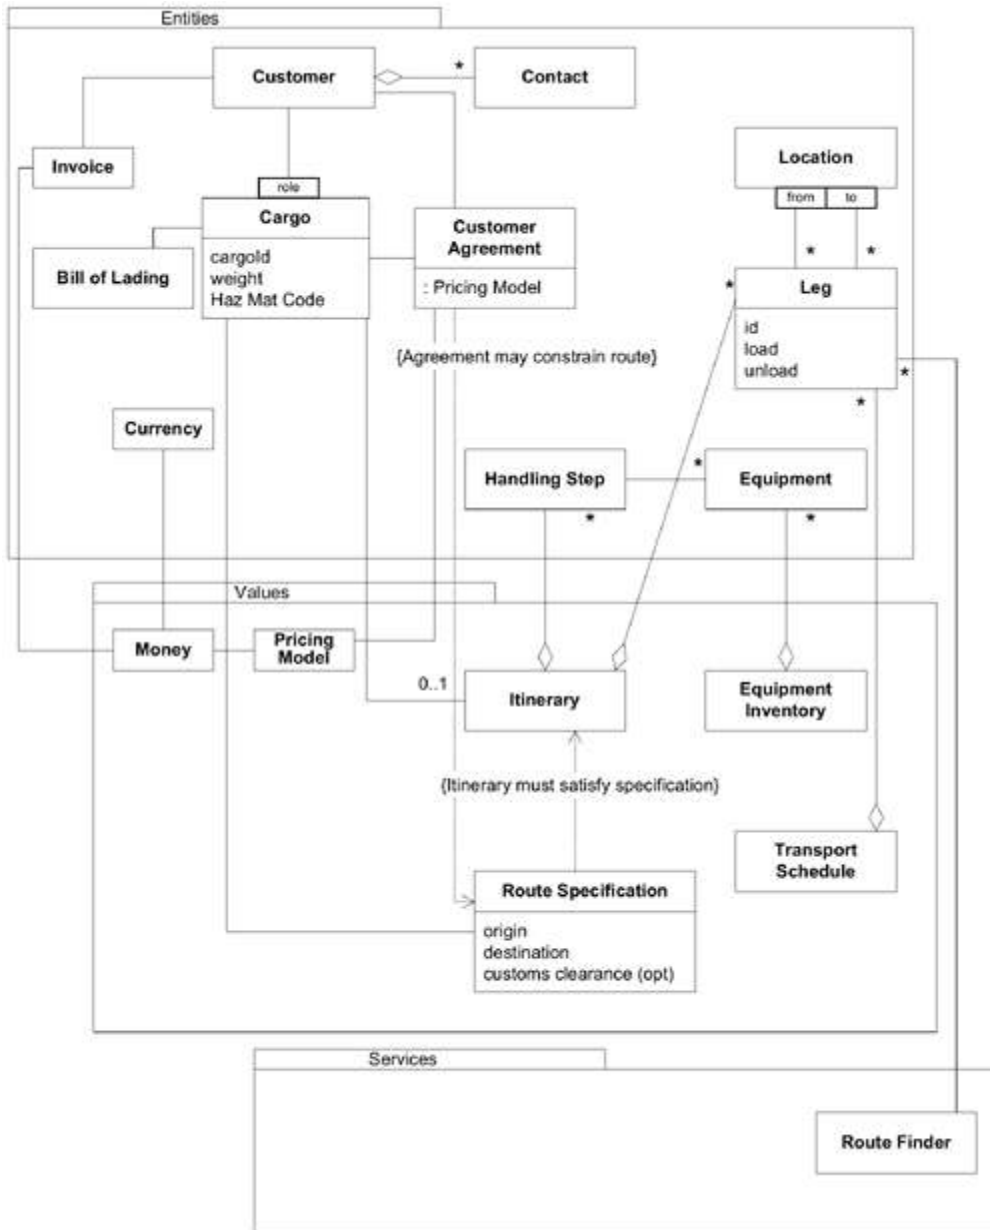 Entities
Customer
*
Contact
Invoice
Location
role
from
to
Cargo
cargoId
weight
Haz Mat Code
Customer
Agreement
: Pricing Model
Bill of Lading
*
*
*
Leg
id
load
unload
{Agreement may constrain route}
*
*
Currency
Handling Step
*
*
Equipment
*
Values
Money
Pricing
Model
0..1
Itinerary
Equipment
Inventory
{Itinerary must satisfy specification}
Transport
Schedule
Route Specification
origin
destination
customs clearance (opt)
Services
Route Finder